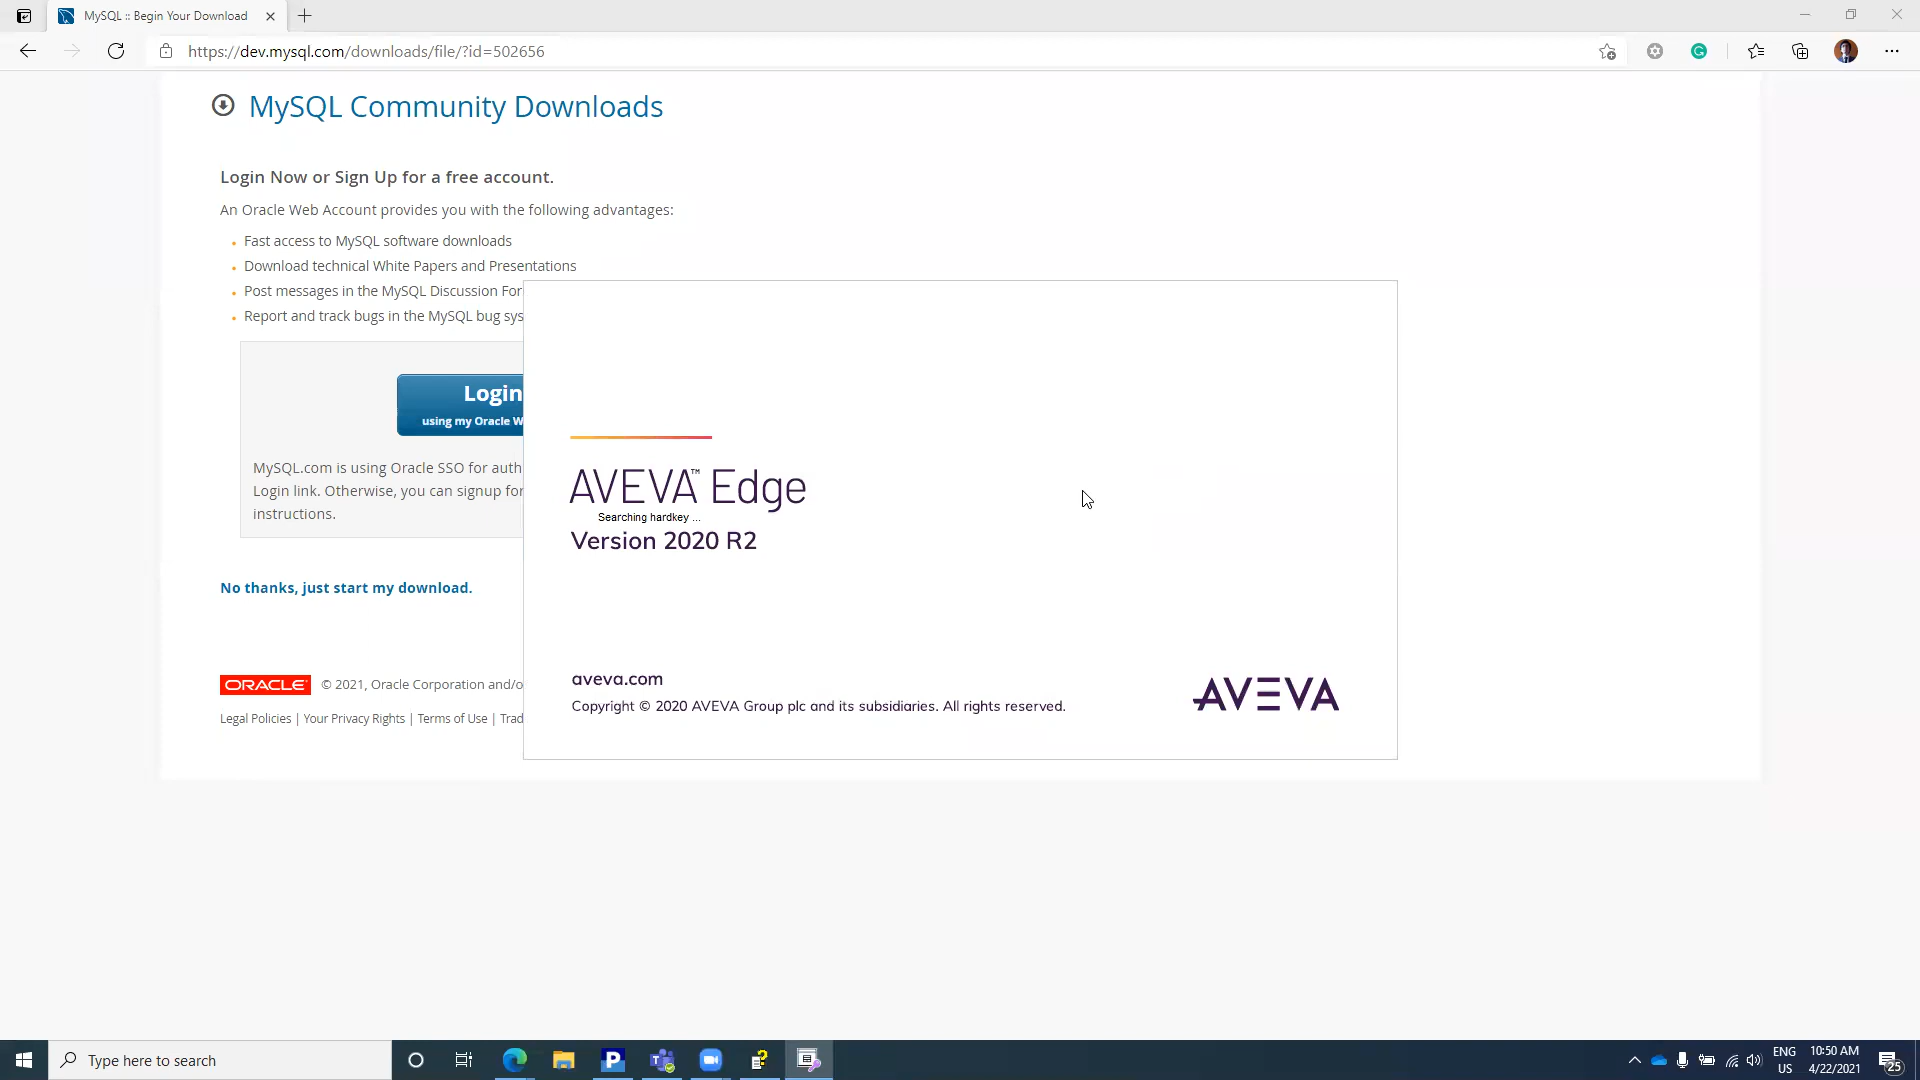 MySQL :: Begin Your Download
https://dev.mysql.com/downloads/file/?id=502656
MySQL Community Downloads
Login Now or Sign Up for a free account.
An Oracle Web Account provides you with the following advantages:
Fast access to MySQL software downloads
Download technical White Papers and Presentations
Post messages in the MySQL Discussion For
Report and track bugs in the MySQL bug sys
Login
using my Oracle W
MySQL.com is using Oracle SSO for auth
Login link. Otherwise, you can signup for
instructions.
No thanks, just start my download.
ORACLE © 2021, Oracle Corporation and/o
Legal Policies | Your Privacy Rights | Terms of Use | Trad
AVEVA™ Edge
Searching hardkey ...
Version 2020 R2
aveva.com
Copyright © 2020 AVEVA Group plc and its subsidiaries. All rights reserved.
AVEVA
Type here to search
ENG
US
10:50 AM
4/22/2021
25